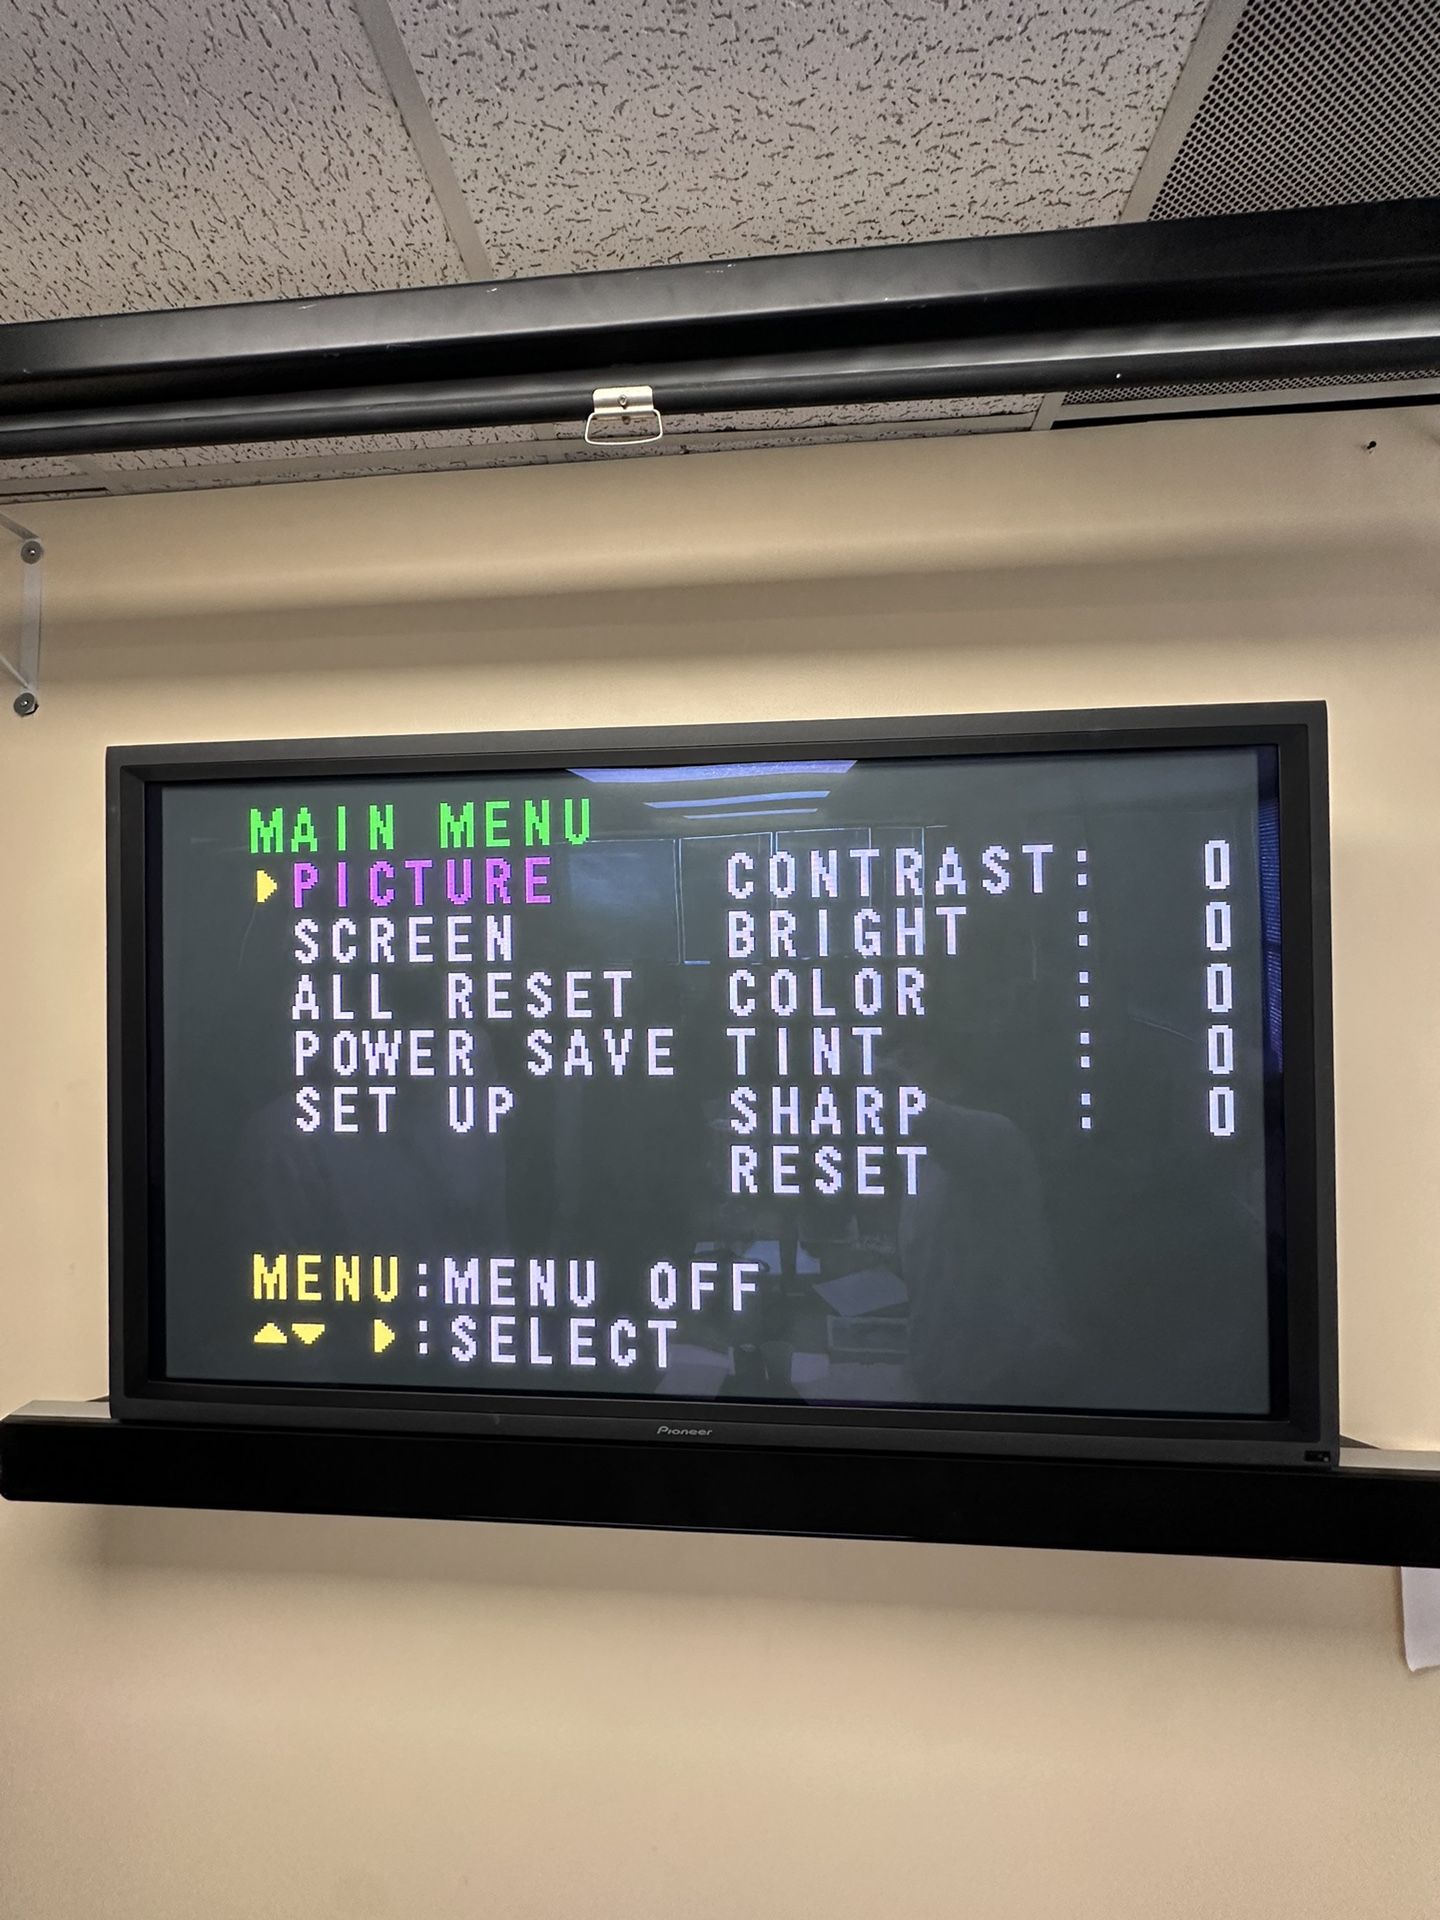 MAIN MENU
▶PICTURE
SCREEN
ALL RESET
POWER SAVE
SET UP
CONTRAST: 0
BRIGHT : 0
COLOR : 0
TINT : 0
SHARP : 0
RESET
MENU:MENU OFF
▲▼ ▶:SELECT
Pioneer